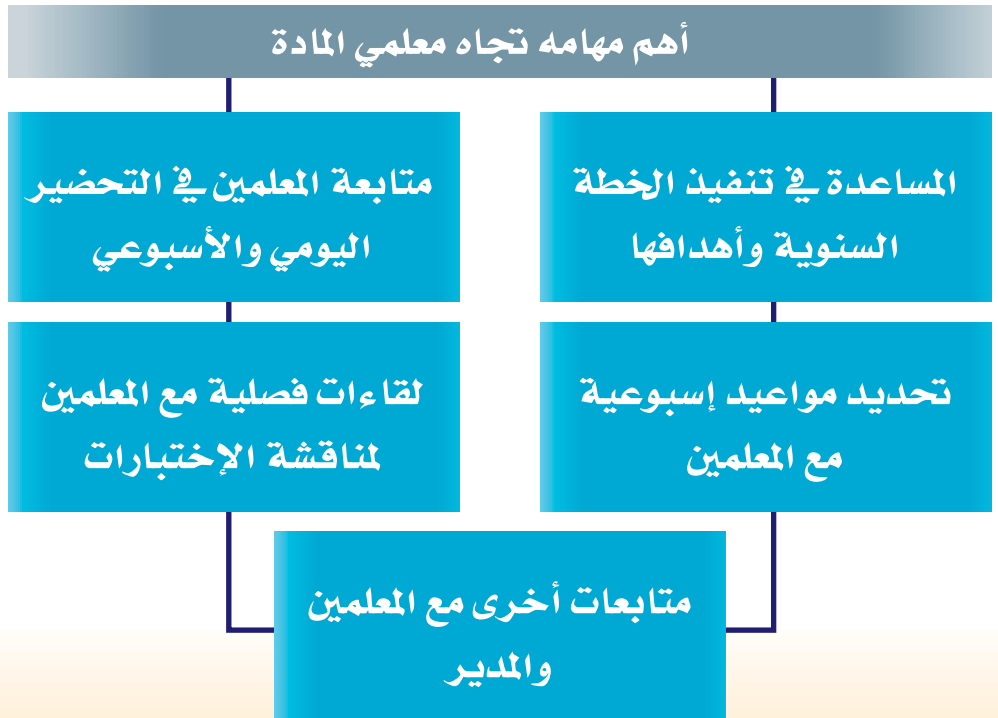 أهم مهامه تجاه معلمي المادة
المساعدة في تنفيذ الخطة
السنوية وأهدافها
متابعة المعلمين في التحضير
اليومي والأسبوعي
تحديد مواعيد إسبوعية
مع المعلمين
لقاءات فصلية مع المعلمين
لمناقشة الإختبارات
متابعات أخرى مع المعلمين
والمدير